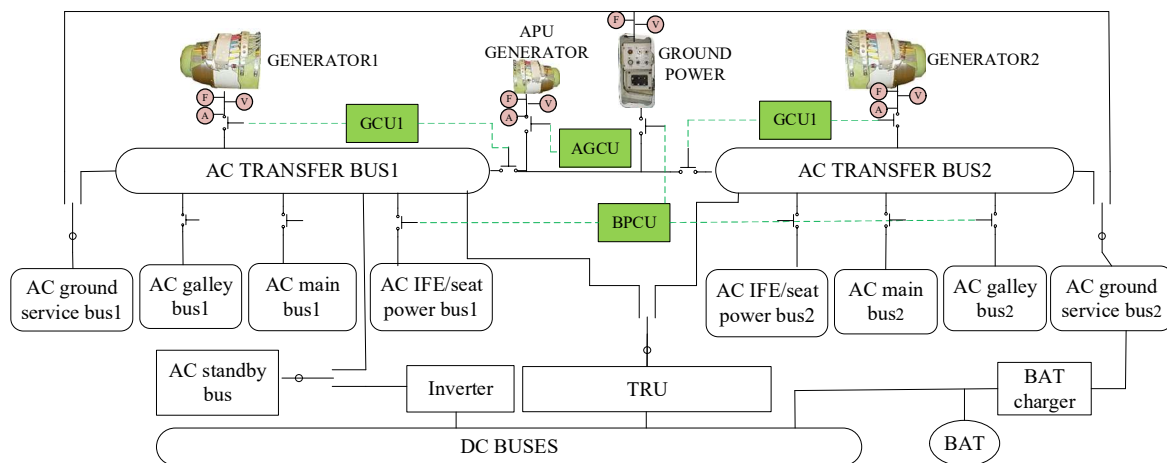 F
V
APU
GENERATOR
GROUND
POWER
GENERATOR1
GENERATOR2
F
V
A
F
V
A
F
V
A
GCU1
GCU1
AGCU
AC TRANSFER BUS1
AC TRANSFER BUS2
BPCU
AC ground
service bus1
AC galley
bus1
AC main
bus1
AC IFE/seat
power bus1
AC IFE/seat
power bus2
AC main
bus2
AC galley
bus2
AC ground
service bus2
AC standby
bus
Inverter
TRU
BAT
charger
DC BUSES
BAT